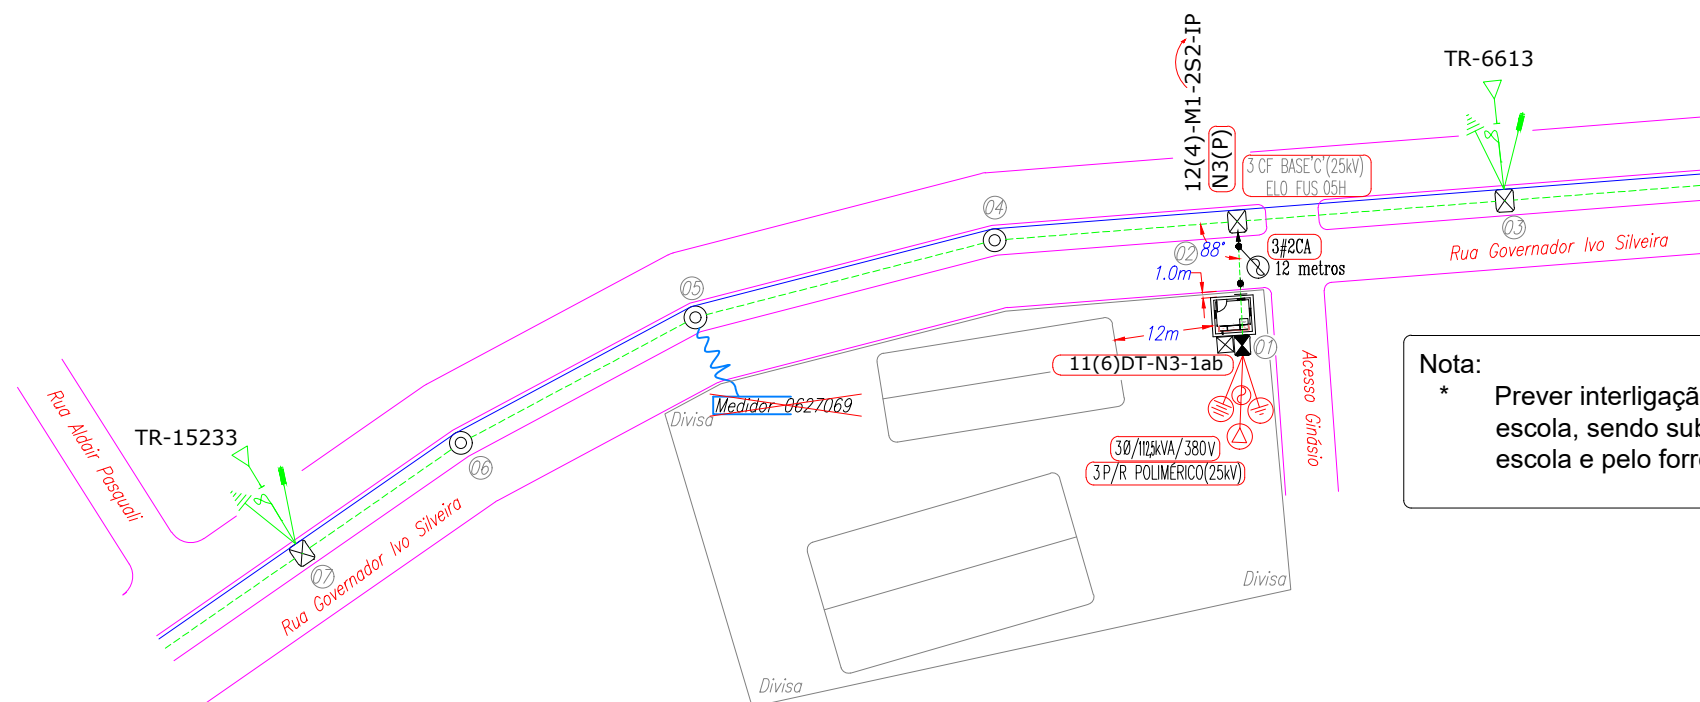 12(4)-M1-2S2-IP
N3(P)
TR-6613
3 CF BASE'C'(25kV)
ELO FUS 05H
04
03
02
88°
3#2CA
12 metros
Rua Governador Ivo Silveira
1.0m
05
12m
01
11(6)DT-N3-1ab
Acesso Ginásio
Nota:
* Prever interligaçã
escola, sendo sub
escola e pelo forr
Medidor 0627069
Divisa
Rua Aldair Pasquali
TR-15233
06
3Ø/112,5kVA/380V
3P/R POLIMÉRICO(25kV)
07
Rua Governador Ivo Silveira
Divisa
Divisa